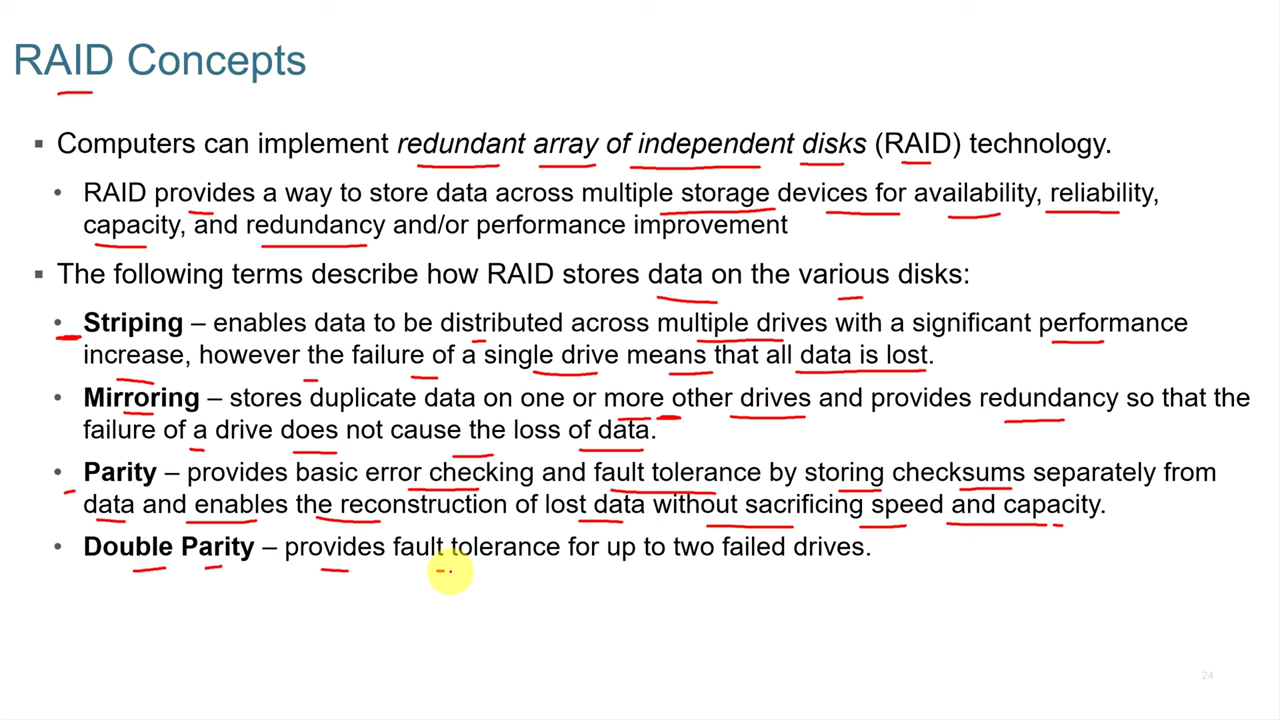 RAID Concepts
▪ Computers can implement redundant array of independent disks (RAID) technology.
• RAID provides a way to store data across multiple storage devices for availability, reliability,
capacity, and redundancy and/or performance improvement
▪ The following terms describe how RAID stores data on the various disks:
• Striping – enables data to be distributed across multiple drives with a significant performance
increase, however the failure of a single drive means that all data is lost.
• Mirroring – stores duplicate data on one or more other drives and provides redundancy so that the
failure of a drive does not cause the loss of data.
• Parity – provides basic error checking and fault tolerance by storing checksums separately from
data and enables the reconstruction of lost data without sacrificing speed and capacity.
• Double Parity – provides fault tolerance for up to two failed drives.
24